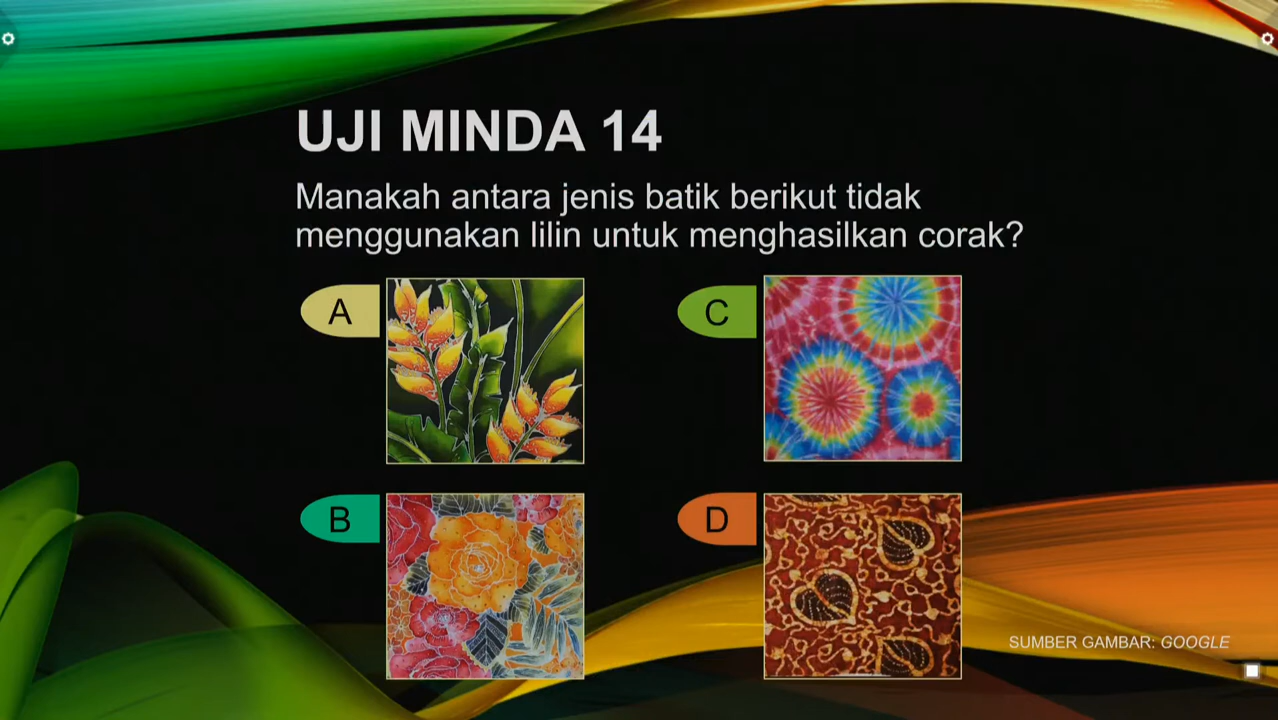 UJI MINDA 14
Manakah antara jenis batik berikut tidak
menggunakan lilin untuk menghasilkan corak?
A
C
B
D
SUMBER GAMBAR: GOOGLE